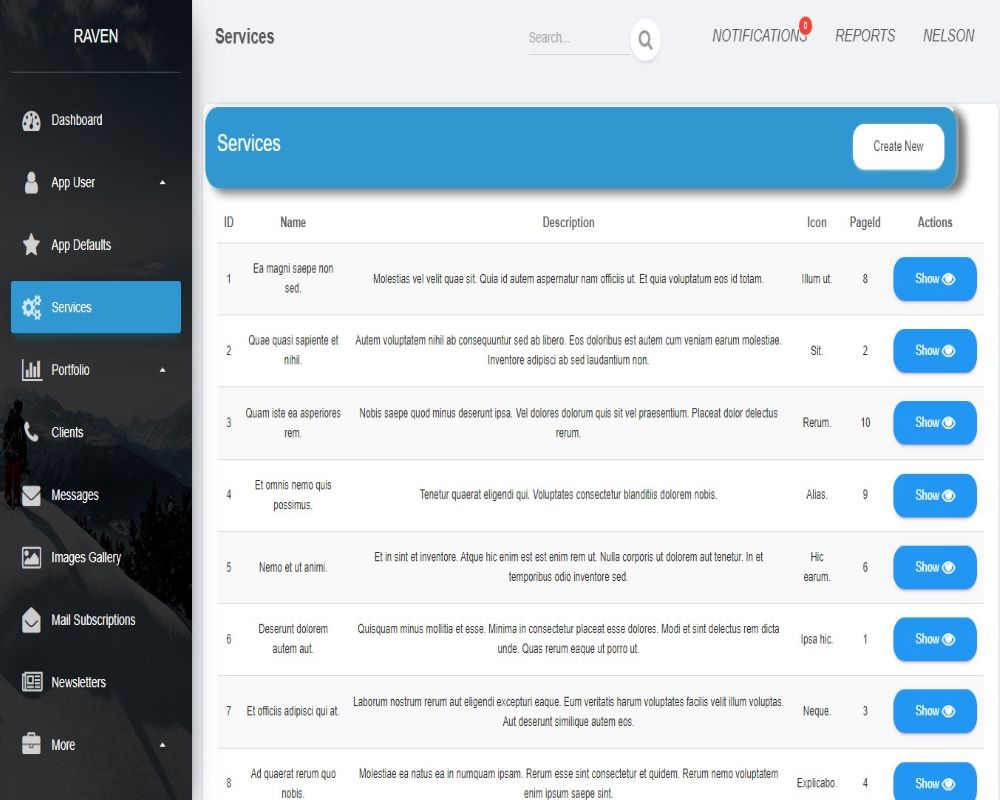 RAVEN
Dashboard
App User
App Defaults
Services
Portfolio
Clients
Messages
Images Gallery
Mail Subscriptions
Newsletters
More
Services
Search...
NOTIFICATIONS
0
REPORTS
NELSON
Services
Create New
ID Name Description Icon PageId Actions
1 Ea magni saepe non sed. Molestias vel velit quae sit. Quia id autem aspernatur nam officiis ut. Et quia voluptatum eos id totam. Illum ut. 8 Show
2 Quae quasi sapiente et nihil. Autem voluptatem nihil ab consequuntur sed ab libero. Eos doloribus est autem cum veniam earum molestiae. Inventore adipisci ab sed laudantium non. Sit. 2 Show
3 Quam iste ea asperiores rem. Nobis saepe quod minus deserunt ipsa. Vel dolores dolorum quis sit vel praesentium. Placeat dolor delectus rerum. Rerum. 10 Show
4 Et omnis nemo quis possimus. Tenetur quaerat eligendi qui. Voluptates consectetur blanditiis dolorem nobis. Alias. 9 Show
5 Nemo et ut animi. Et in sint et inventore. Atque hic enim est est enim rem ut. Nulla corporis ut dolorem aut tenetur. In et temporibus odio inventore sed. Hic earum. 6 Show
6 Deserunt dolorem autem aut. Quisquam minus mollitia et esse. Minima in consectetur placeat esse dolores. Modi et sint delectus rem dicta unde. Quas rerum eaque ut porro ut. Ipsa hic. 1 Show
7 Et officiis adipisci qui at. Laborum nostrum rerum aut eligendi excepturi eaque. Eum veritatis harum voluptates facilis velit illum voluptas. Aut deserunt similique autem eos. Neque. 3 Show
8 Ad quaerat rerum quo nobis. Molestiae ea natus ea in numquam ipsam. Rerum esse sint consectetur et quidem. Rerum nemo voluptatem enim ipsum saepe sint. Explicabo. 4 Show